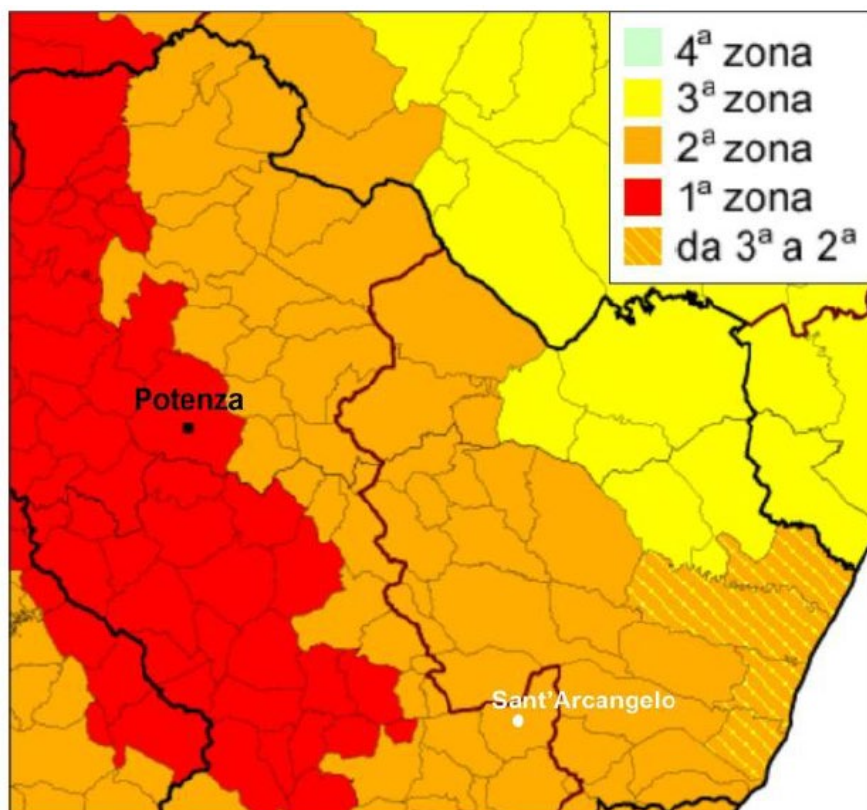 4ª zona
3ª zona
2ª zona
1ª zona
da 3ª a 2ª
Potenza
Sant'Arcangelo